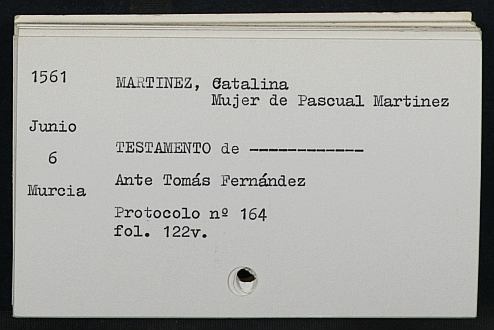 1561
MARTINEZ, Catalina
Mujer de Pascual Martinez
Junio
6
TESTAMENTO de ------------
Murcia
Ante Tomás Fernández
Protocolo nº 164
fol. 122v.